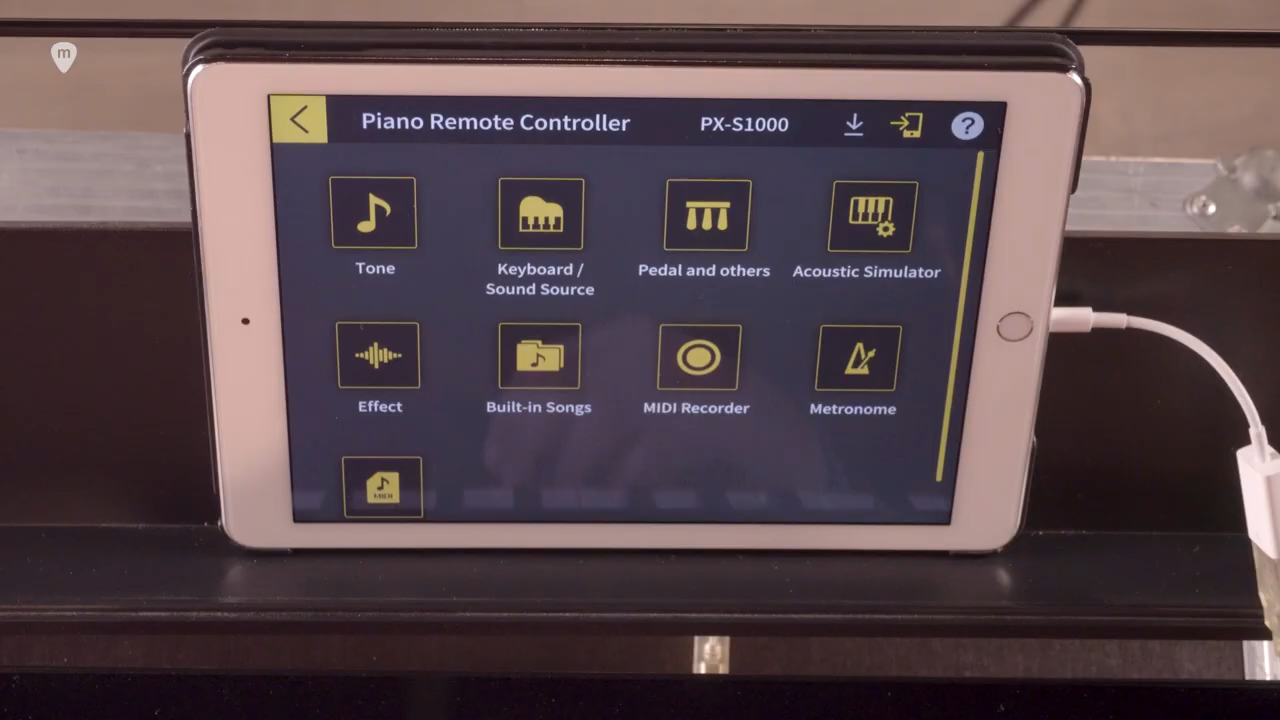 m
Piano Remote Controller PX-S1000 ?
Tone
Keyboard /
Sound Source
Pedal and others
Acoustic Simulator
Effect
Built-in Songs
MIDI Recorder
Metronome
MIDI